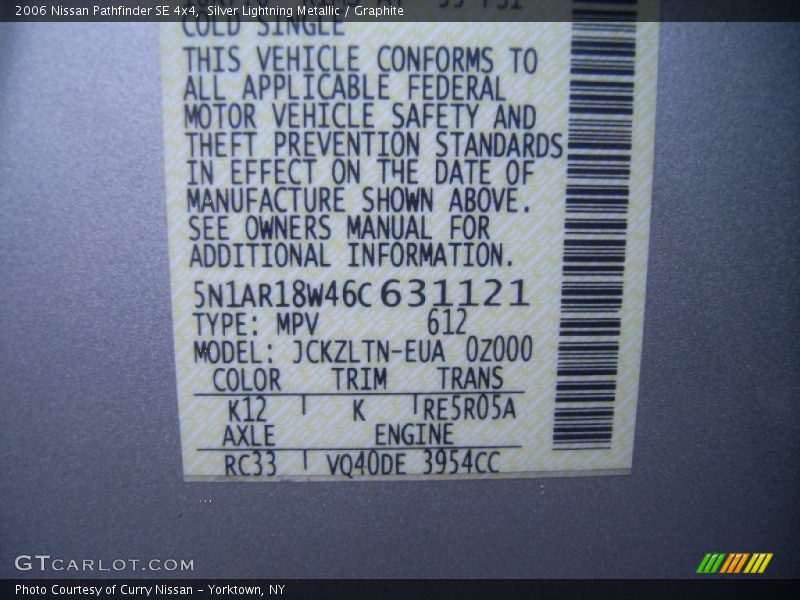 2006 Nissan Pathfinder SE 4x4, Silver Lightning Metallic / Graphite
COLD SINGLE
THIS VEHICLE CONFORMS TO
ALL APPLICABLE FEDERAL
MOTOR VEHICLE SAFETY AND
THEFT PREVENTION STANDARDS
IN EFFECT ON THE DATE OF
MANUFACTURE SHOWN ABOVE.
SEE OWNERS MANUAL FOR
ADDITIONAL INFORMATION.
5N1AR18W46C631121
TYPE: MPV 612
MODEL: JCKZLTN-EUA 0Z000
COLOR TRIM TRANS
K12 K RE5R05A
AXLE ENGINE
RC33 VQ40DE 3954CC
GTCARLOT.COM
Photo Courtesy of Curry Nissan - Yorktown, NY